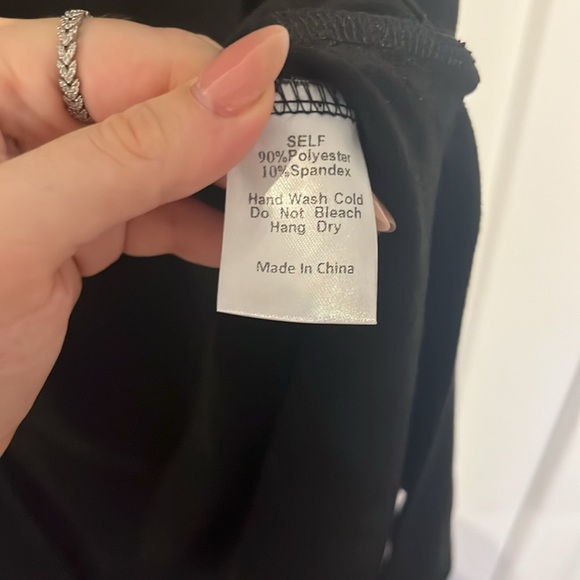 SELF
90%Polyester
10%Spandex
Hand Wash Cold
Do Not Bleach
Hang Dry
Made In China